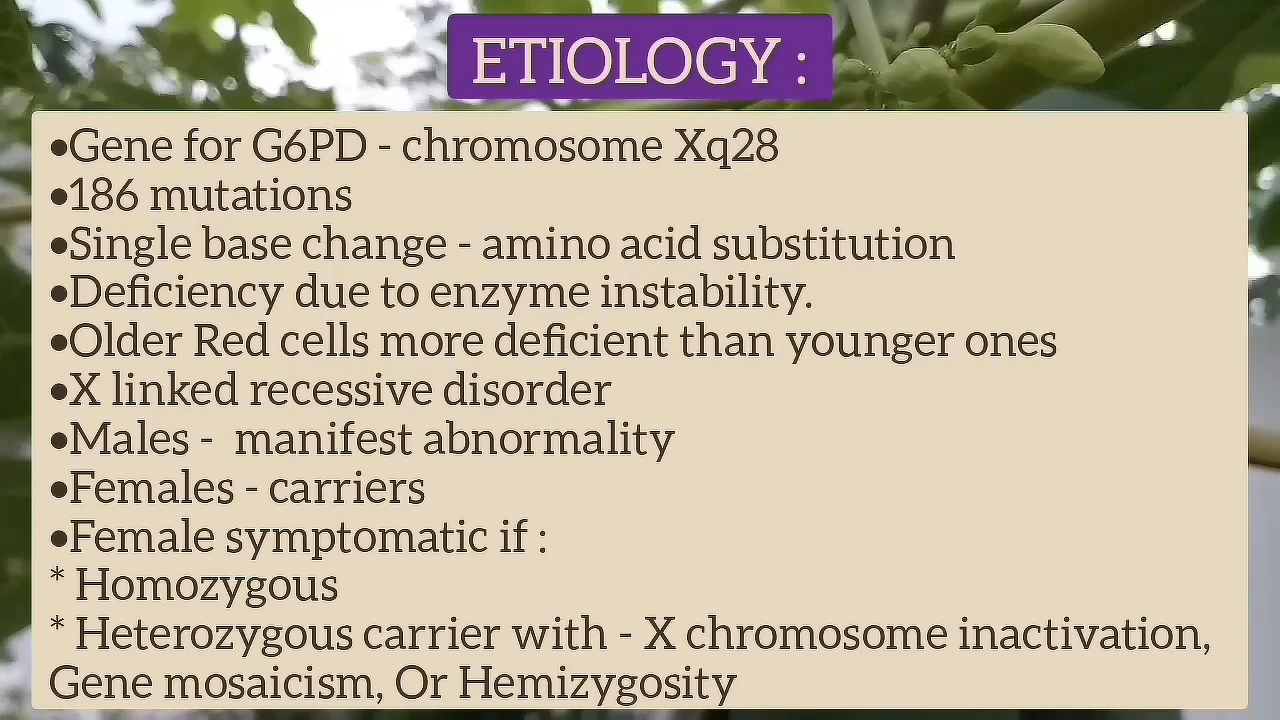 ETIOLOGY :
•Gene for G6PD - chromosome Xq28
•186 mutations
•Single base change - amino acid substitution
•Deficiency due to enzyme instability.
•Older Red cells more deficient than younger ones
•X linked recessive disorder
•Males -  manifest abnormality
•Females - carriers
•Female symptomatic if :
* Homozygous
* Heterozygous carrier with - X chromosome inactivation,
Gene mosaicism, Or Hemizygosity